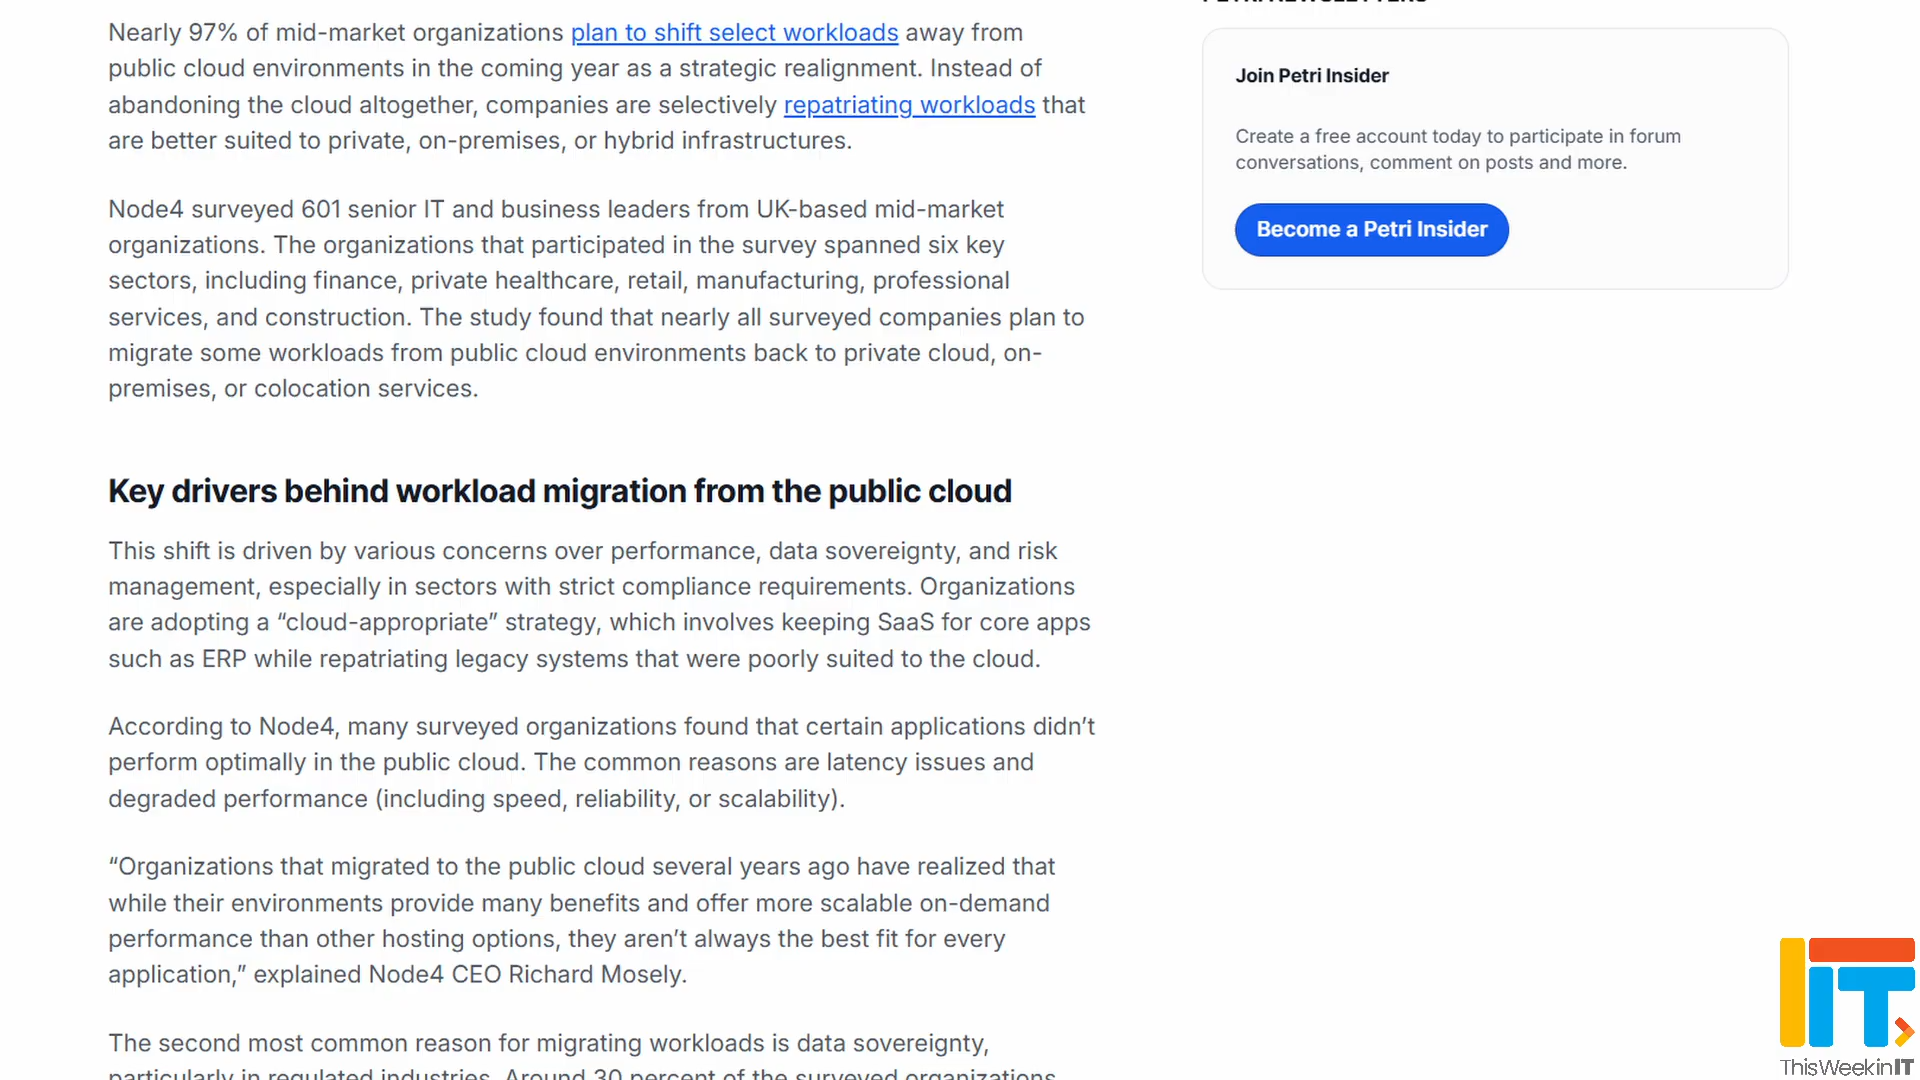 Nearly 97% of mid-market organizations plan to shift select workloads away from
public cloud environments in the coming year as a strategic realignment. Instead of
abandoning the cloud altogether, companies are selectively repatriating workloads that
are better suited to private, on-premises, or hybrid infrastructures.
Node4 surveyed 601 senior IT and business leaders from UK-based mid-market
organizations. The organizations that participated in the survey spanned six key
sectors, including finance, private healthcare, retail, manufacturing, professional
services, and construction. The study found that nearly all surveyed companies plan to
migrate some workloads from public cloud environments back to private cloud, on-
premises, or colocation services.
Key drivers behind workload migration from the public cloud
This shift is driven by various concerns over performance, data sovereignty, and risk
management, especially in sectors with strict compliance requirements. Organizations
are adopting a “cloud-appropriate” strategy, which involves keeping SaaS for core apps
such as ERP while repatriating legacy systems that were poorly suited to the cloud.
According to Node4, many surveyed organizations found that certain applications didn’t
perform optimally in the public cloud. The common reasons are latency issues and
degraded performance (including speed, reliability, or scalability).
“Organizations that migrated to the public cloud several years ago have realized that
while their environments provide many benefits and offer more scalable on-demand
performance than other hosting options, they aren’t always the best fit for every
application,” explained Node4 CEO Richard Mosely.
The second most common reason for migrating workloads is data sovereignty,
particularly in regulated industries. Around 30 percent of the surveyed organizations
Join Petri Insider
Create a free account today to participate in forum
conversations, comment on posts and more.
Become a Petri Insider
IT
ThisWeekinIT